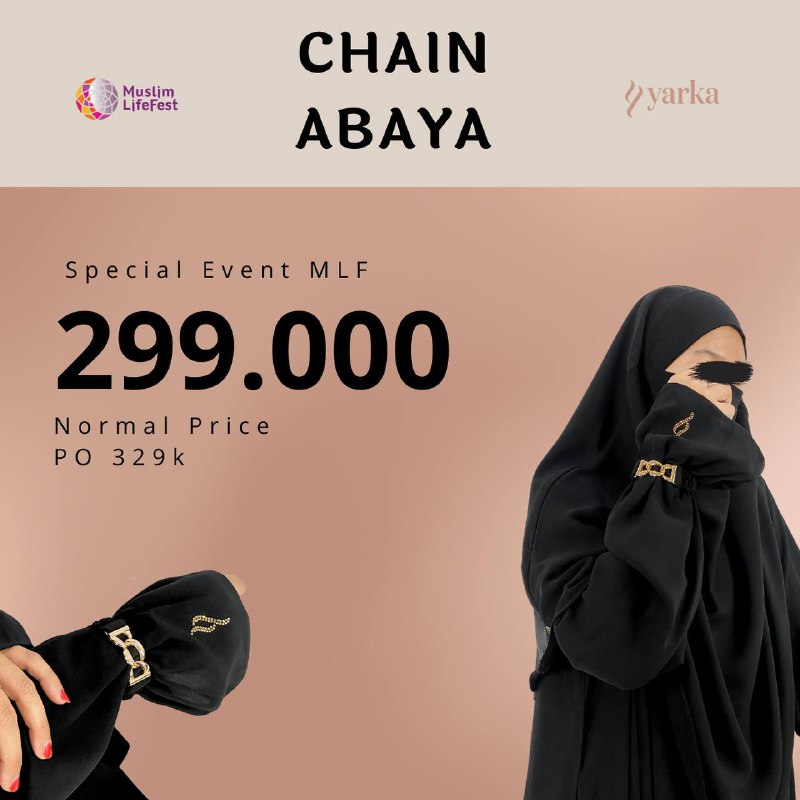 CHAIN
ABAYA
Muslim
LifeFest
yarka
Special Event MLF
299.000
Normal Price
PO 329k